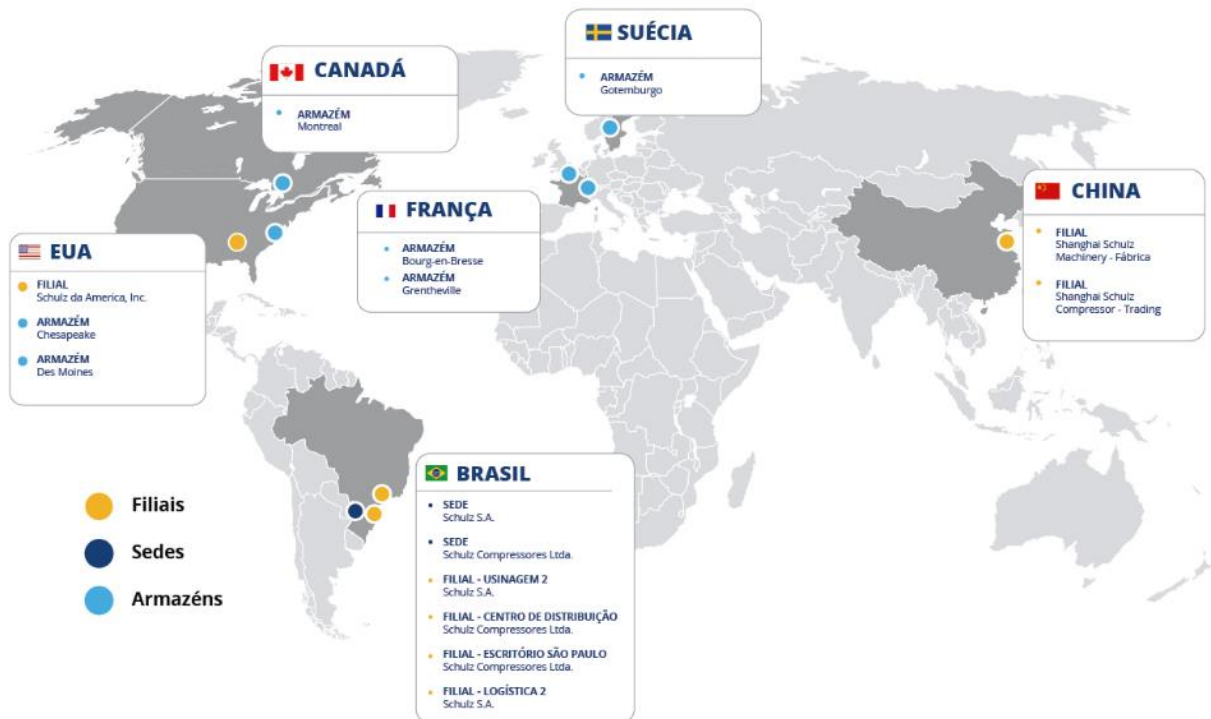 SUÉCIA
ARMAZÉM
Gotemburgo
CANADÁ
ARMAZÉM
Montreal
CHINA
FILIAL
Shanghai Schulz
Machinery - Fábrica
FILIAL
Shanghai Schulz
Compressor - Trading
FRANÇA
ARMAZÉM
Bourg-en-Bresse
ARMAZÉM
Grentheville
EUA
FILIAL
Schulz da America, Inc.
ARMAZÉM
Chesapeake
ARMAZÉM
Des Moines
BRASIL
SEDE
Schulz S.A.
SEDE
Schulz Compressores Ltda.
FILIAL - USINAGEM 2
Schulz S.A.
FILIAL - CENTRO DE DISTRIBUIÇÃO
Schulz Compressores Ltda.
FILIAL - ESCRITÓRIO SÃO PAULO
Schulz Compressores Ltda.
FILIAL - LOGÍSTICA 2
Schulz S.A.
Filiais
Sedes
Armazéns